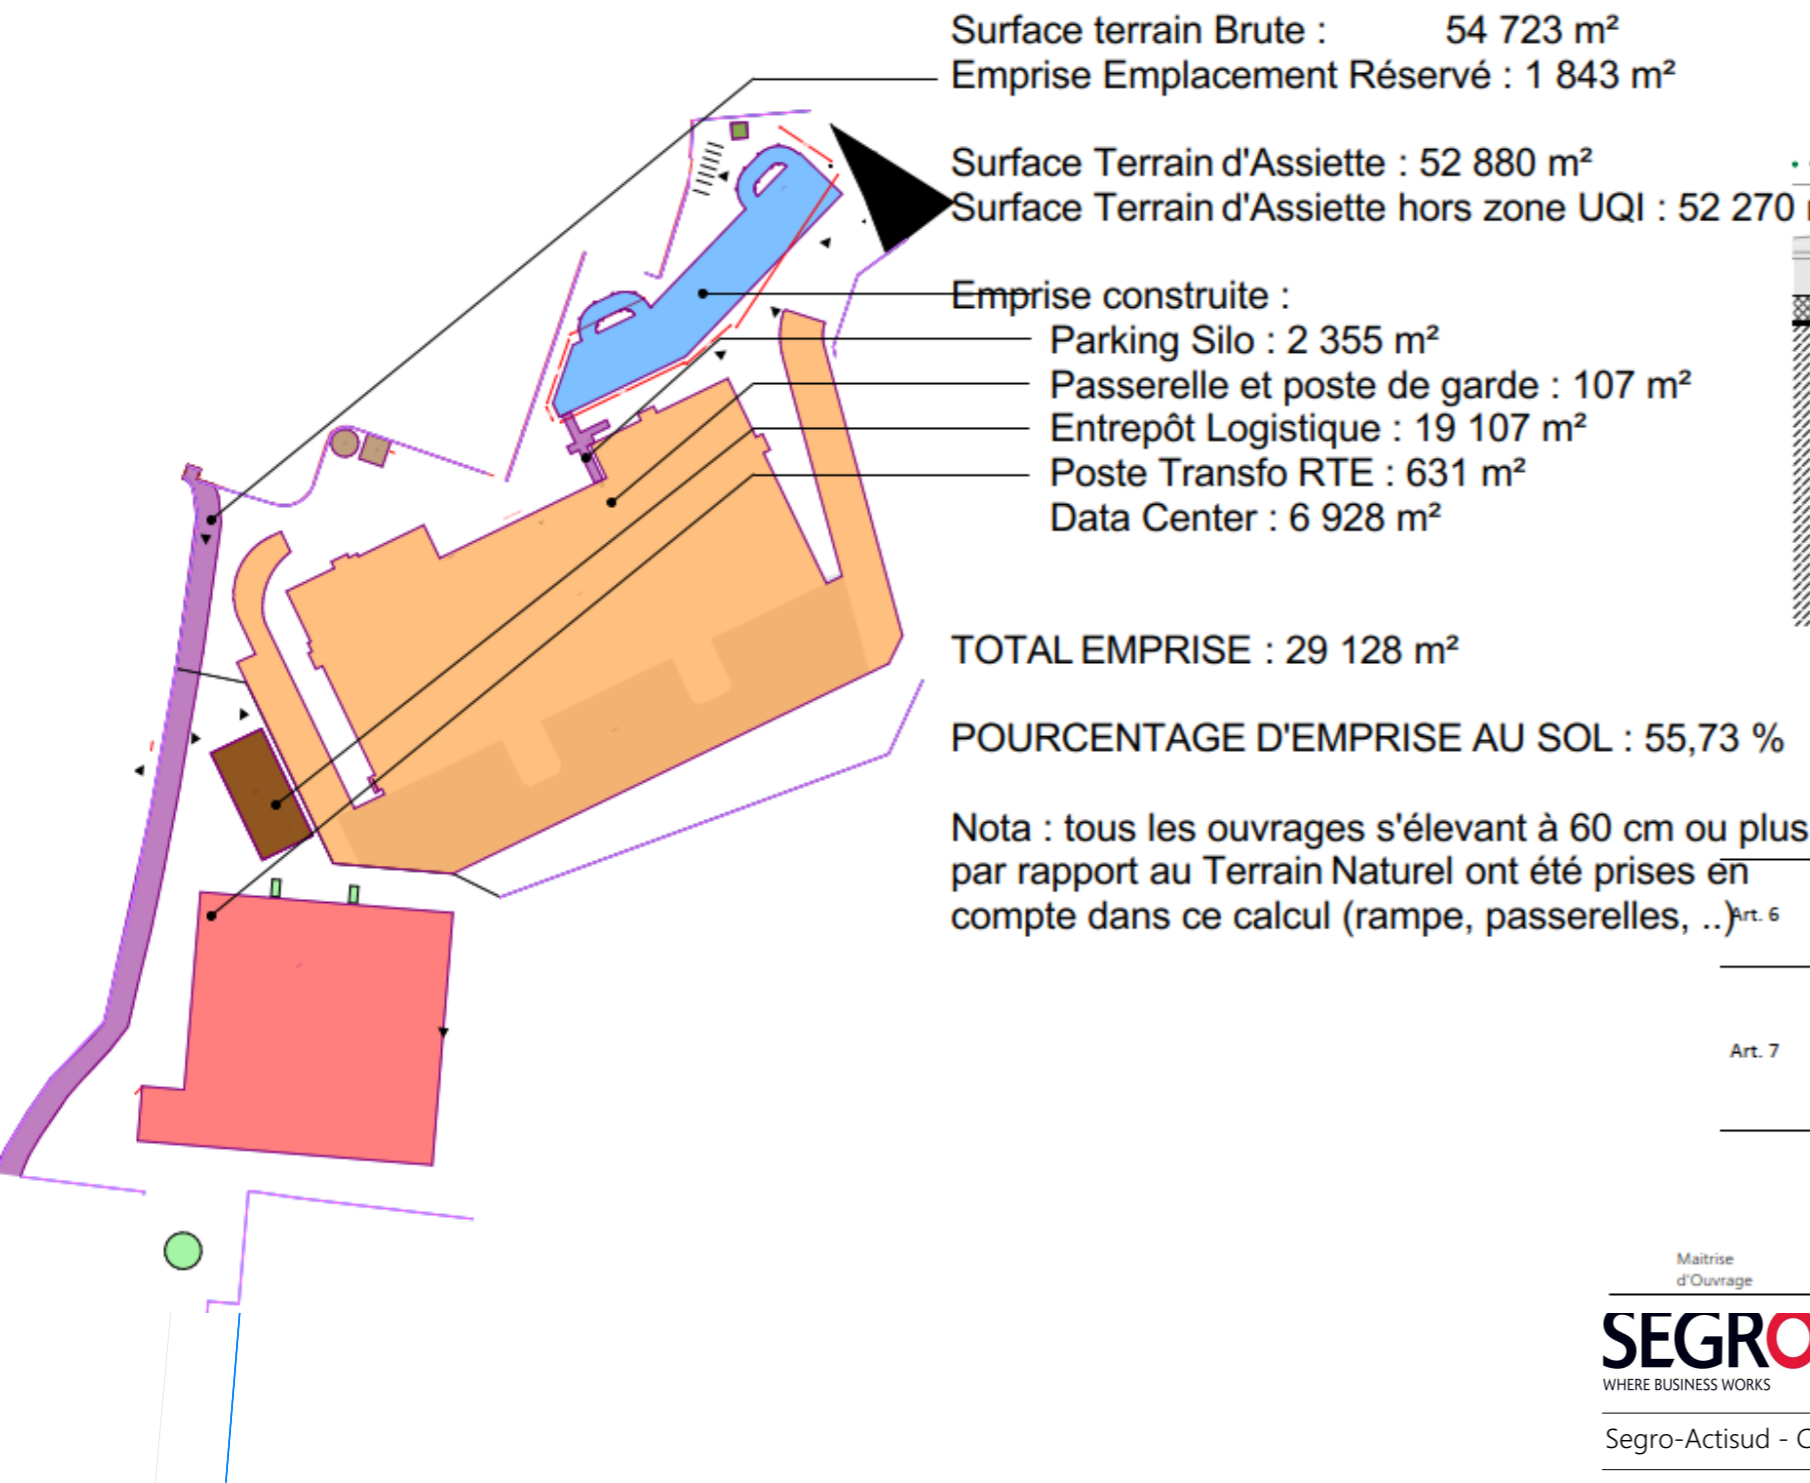 Surface terrain Brute : 54 723 m²
Emprise Emplacement Réservé : 1 843 m²
Surface Terrain d'Assiette : 52 880 m²
Surface Terrain d'Assiette hors zone UQI : 52 270
Emprise construite :
Parking Silo : 2 355 m²
Passerelle et poste de garde : 107 m²
Entrepôt Logistique : 19 107 m²
Poste Transfo RTE : 631 m²
Data Center : 6 928 m²
TOTAL EMPRISE : 29 128 m²
POURCENTAGE D'EMPRISE AU SOL : 55,73 %
Nota : tous les ouvrages s'élevant à 60 cm ou plus
par rapport au Terrain Naturel ont été prises en
compte dans ce calcul (rampe, passerelles, ..)
Art. 6
Art. 7
Maitrise
d'Ouvrage
SEGRO
WHERE BUSINESS WORKS
Segro-Actisud -